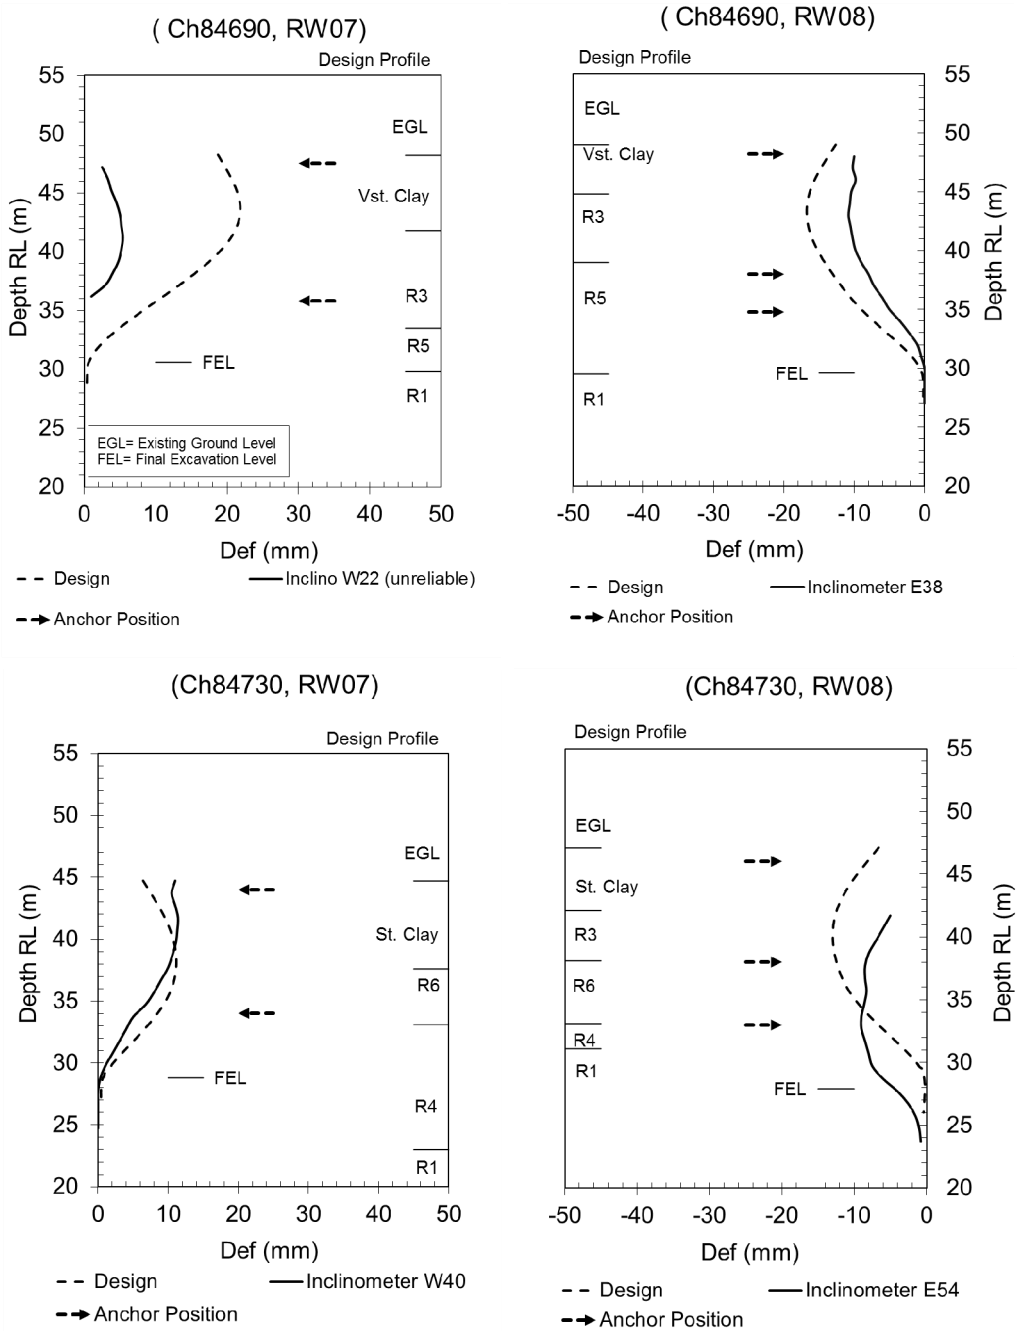 ( Ch84690, RW07)
Design Profile
55
50
45
40
35
30
25
20
Depth RL (m)
EGL
Vst. Clay
R3
R5
R1
FEL
EGL= Existing Ground Level
FEL= Final Excavation Level
0 10 20 30 40 50
Def (mm)
Design
Inclino W22 (unreliable)
Anchor Position
( Ch84690, RW08)
Design Profile
EGL
Vst. Clay
R3
R5
R1
FEL
55
50
45
40
35
30
25
20
Depth RL (m)
-50 -40 -30 -20 -10 0
Def (mm)
Design
Inclinometer E38
Anchor Position
(Ch84730, RW07)
Design Profile
55
50
45
40
35
30
25
20
Depth RL (m)
EGL
St. Clay
R6
R4
R1
FEL
0 10 20 30 40 50
Def (mm)
Design
Inclinometer W40
Anchor Position
(Ch84730, RW08)
Design Profile
EGL
St. Clay
R3
R6
R4
R1
FEL
55
50
45
40
35
30
25
20
Depth RL (m)
-50 -40 -30 -20 -10 0
Def (mm)
Design
Inclinometer E54
Anchor Position